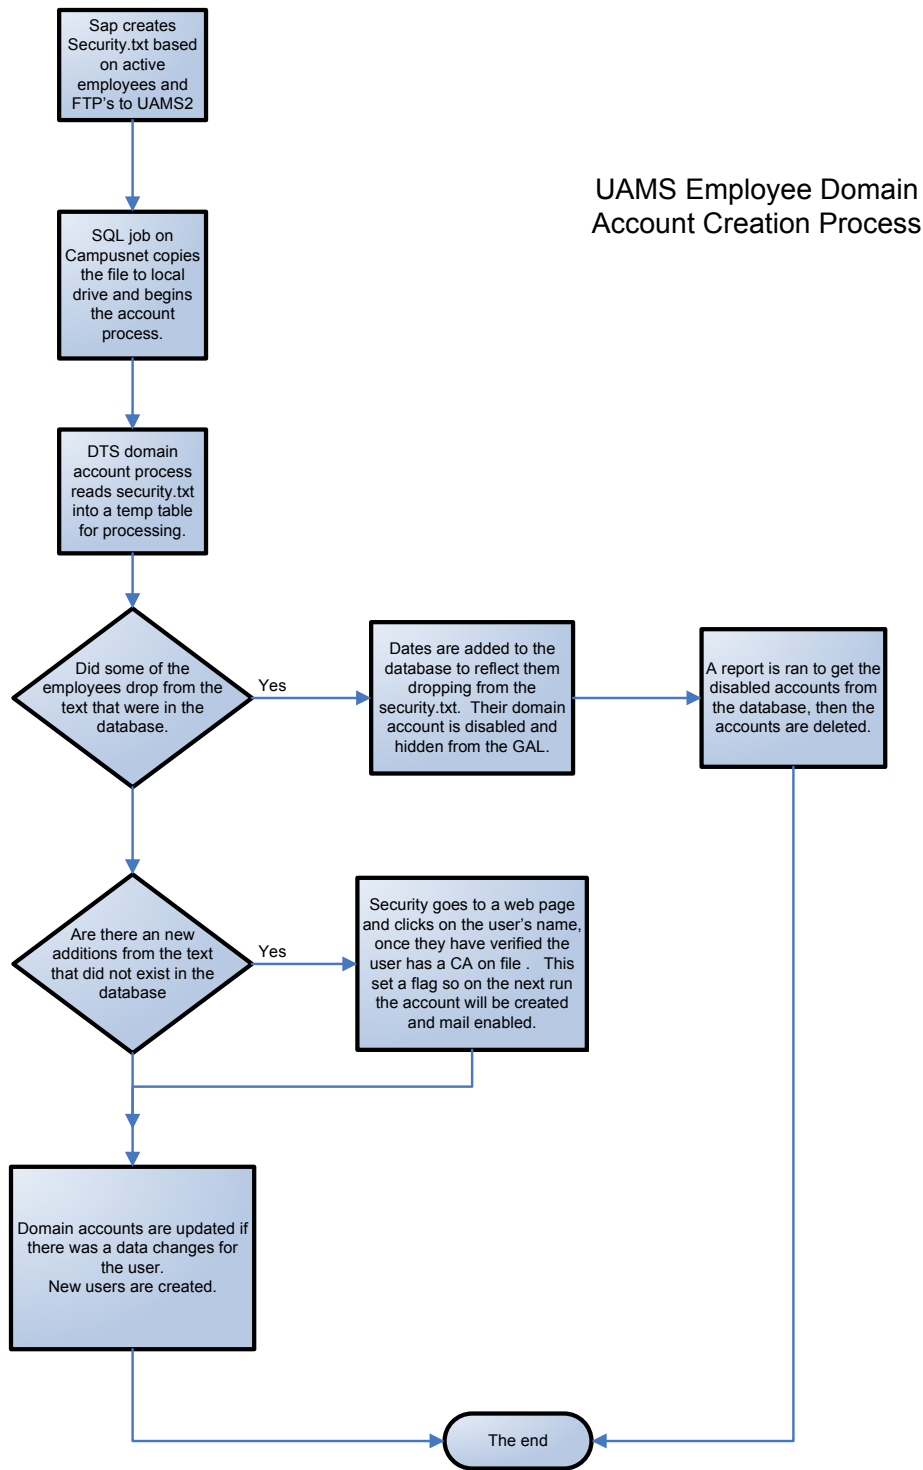 Sap creates
Security.txt based
on active
employees and
FTP's to UAMS2
UAMS Employee Domain
Account Creation Process
SQL job on
Campusnet copies
the file to local
drive and begins
the account
process.
DTS domain
account process
reads security.txt
into a temp table
for processing.
Did some of the
employees drop from the
text that were in the
database.
Yes
Dates are added to the
database to reflect them
dropping from the
security.txt. Their domain
account is disabled and
hidden from the GAL.
A report is ran to get the
disabled accounts from
the database, then the
accounts are deleted.
Are there an new
additions from the text
that did not exist in the
database
Yes
Security goes to a web page
and clicks on the user's name,
once they have verified the
user has a CA on file . This
set a flag so on the next run
the account will be created
and mail enabled.
Domain accounts are updated if
there was a data changes for
the user.
New users are created.
The end